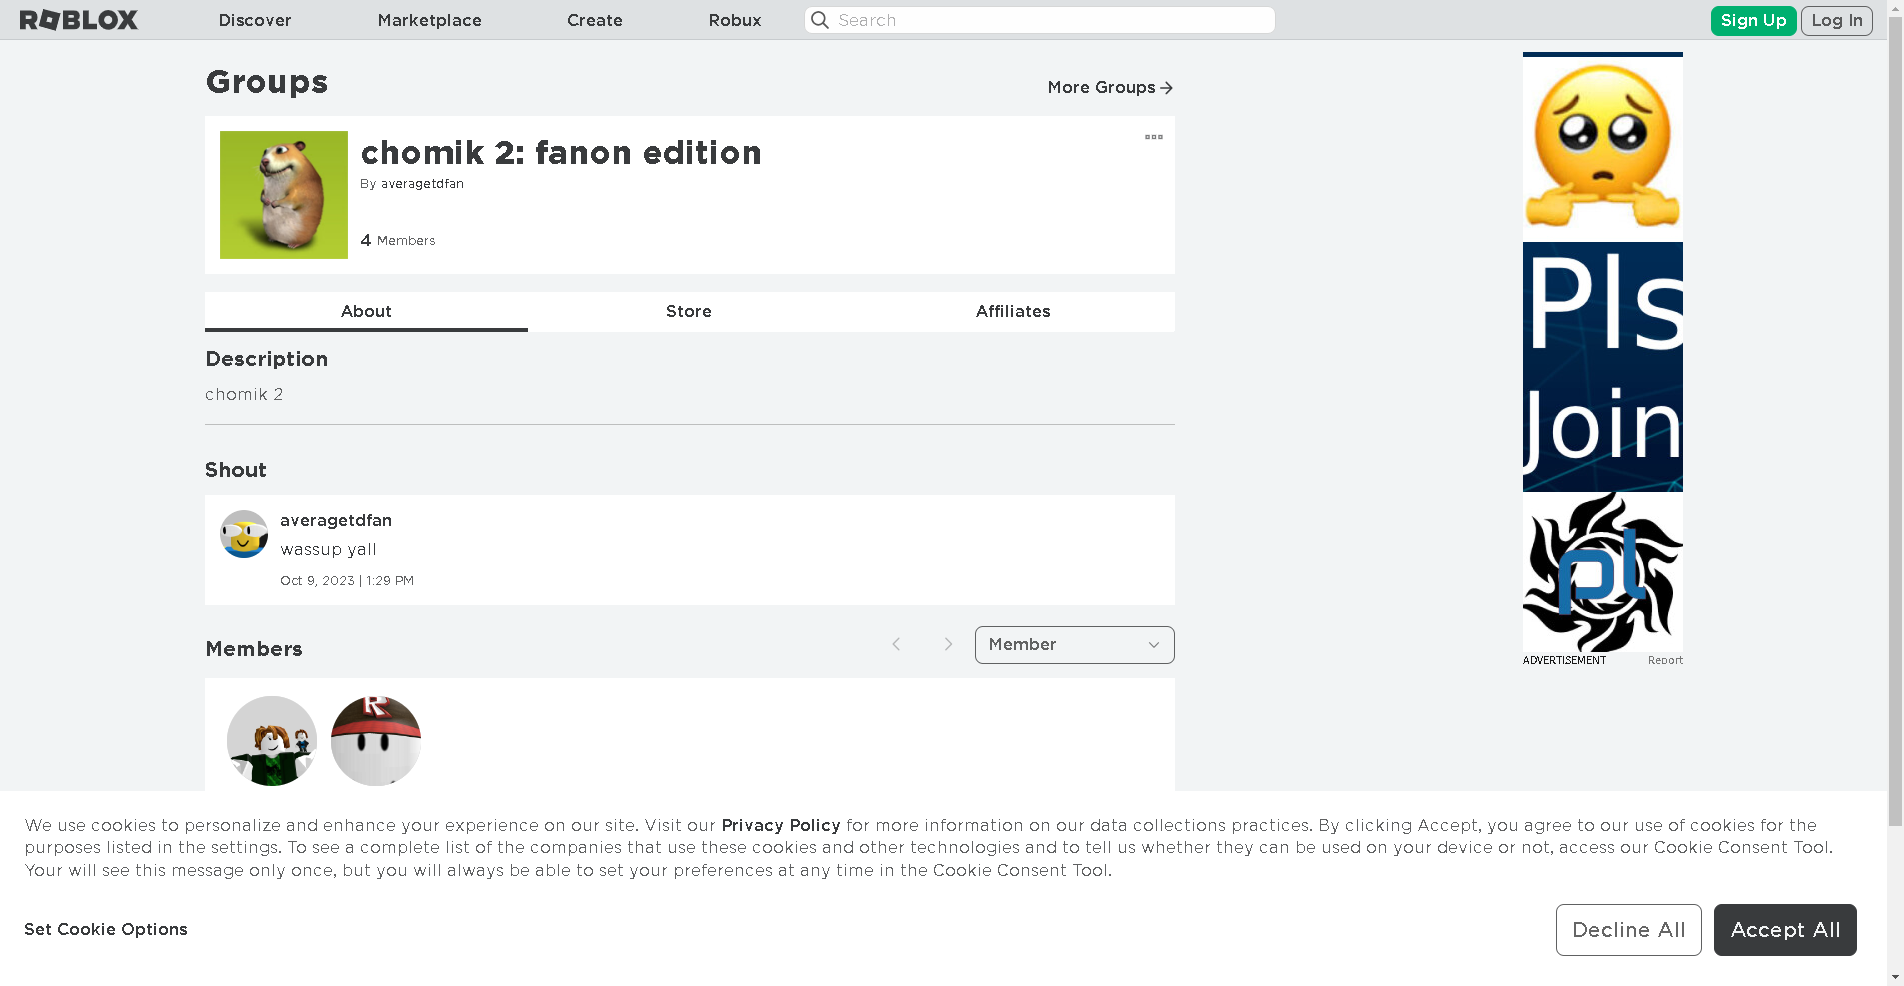 ROBLOX
Discover
Marketplace
Create
Robux
Search
Sign Up
Log In
Groups
More Groups
chomik 2: fanon edition
By averagetdfan
4 Members
About
Store
Affiliates
Description
chomik 2
Shout
averagetdfan
wassup yall
Oct 9, 2023 | 1:29 PM
Members
Member
R
Pls
Join
pl
ADVERTISEMENT
Report
We use cookies to personalize and enhance your experience on our site. Visit our Privacy Policy for more information on our data collections practices. By clicking Accept, you agree to our use of cookies for the
purposes listed in the settings. To see a complete list of the companies that use these cookies and other technologies and to tell us whether they can be used on your device or not, access our Cookie Consent Tool.
Your will see this message only once, but you will always be able to set your preferences at any time in the Cookie Consent Tool.
Set Cookie Options
Decline All
Accept All